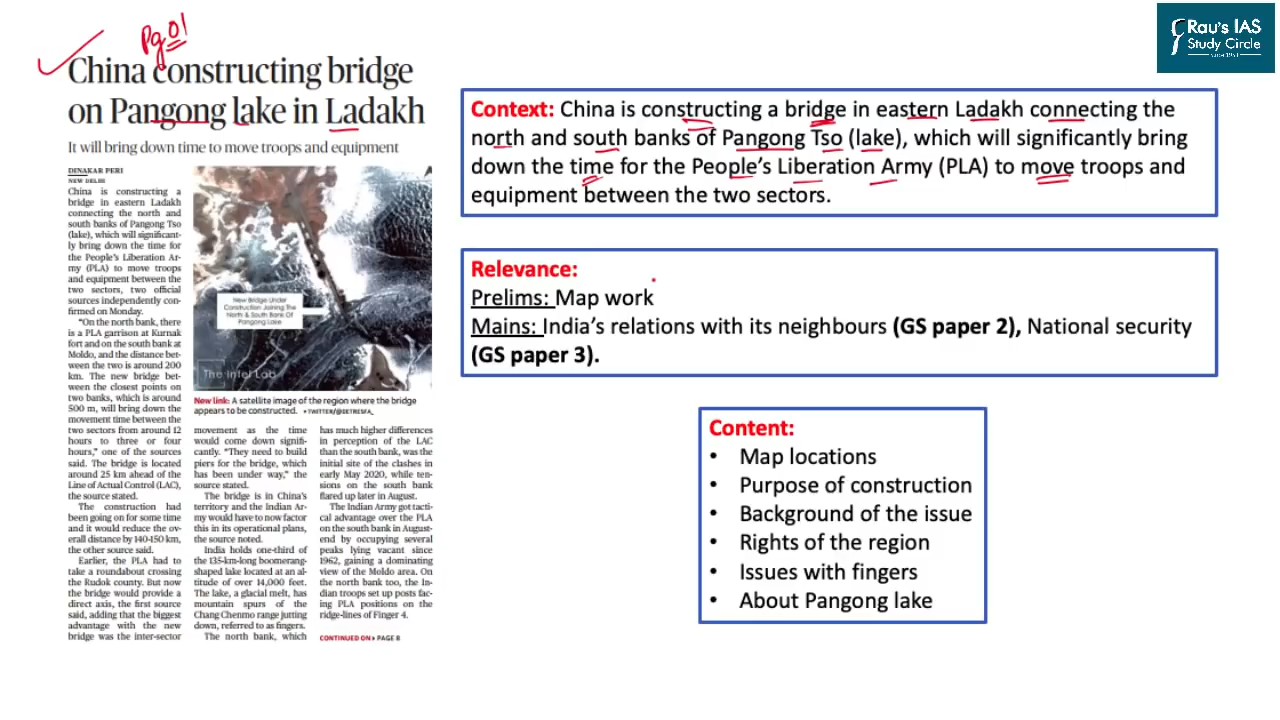 Pg 01
China constructing bridge
on Pangong lake in Ladakh
It will bring down time to move troops and equipment
DINAKAR PERI
NEW DELHI
China is constructing a
bridge in eastern Ladakh
connecting the north and
south banks of Pangong Tso
(lake), which will significant-
ly bring down the time for
the People's Liberation Ar-
my (PLA) to move troops
and equipment between the
two sectors, two official
sources independently con-
firmed on Monday.
"On the north bank, there
is a PLA garrison at Kurnak
fort and on the south bank at
Moldo, and the distance bet-
ween the two is around 200
km. The new bridge bet-
ween the closest points on
two banks, which is around
500 m, will bring down the
movement time between the
two sectors from around 12
hours to three or four
hours," one of the sources
said. The bridge is located
around 25 km ahead of the
Line of Actual Control (LAC),
the source stated.
The construction had
been going on for some time
and it would reduce the ov-
erall distance by 140-150 km,
the other source said.
Earlier, the PLA had to
take a roundabout crossing
the Rudok county. But now
the bridge would provide a
direct axis, the first source
said, adding that the biggest
advantage with the new
bridge was the inter-sector
New Bridge Under
Construction Joining The
North & South Bank Of
Pangong Lake
The Intel Lab
New link: A satellite image of the region where the bridge
appears to be constructed. • TWITTER/@DETRESFA_
movement as the time
would come down signifi-
cantly. "They need to build
piers for the bridge, which
has been under way," the
source stated.
The bridge is in China's
territory and the Indian Ar-
my would have to now factor
this in its operational plans,
the source noted.
India holds one-third of
the 135-km-long boomerang-
shaped lake located at an al-
titude of over 14,000 feet.
The lake, a glacial melt, has
mountain spurs of the
Chang Chenmo range jutting
down, referred to as fingers.
The north bank, which
has much higher differences
in perception of the LAC
than the south bank, was the
initial site of the clashes in
early May 2020, while ten-
sions on the south bank
flared up later in August.
The Indian Army got tacti-
cal advantage over the PLA
on the south bank in August-
end by occupying several
peaks lying vacant since
1962, gaining a dominating
view of the Moldo area. On
the north bank too, the In-
dian troops set up posts fac-
ing PLA positions on the
ridge-lines of Finger 4.
CONTINUED ON ▸ PAGE 8
Rau's IAS
Study Circle
since 1953
Context: China is constructing a bridge in eastern Ladakh connecting the
north and south banks of Pangong Tso (lake), which will significantly bring
down the time for the People's Liberation Army (PLA) to move troops and
equipment between the two sectors.
Relevance:
Prelims: Map work
Mains: India's relations with its neighbours (GS paper 2), National security
(GS paper 3).
Content:
• Map locations
• Purpose of construction
• Background of the issue
• Rights of the region
• Issues with fingers
• About Pangong lake